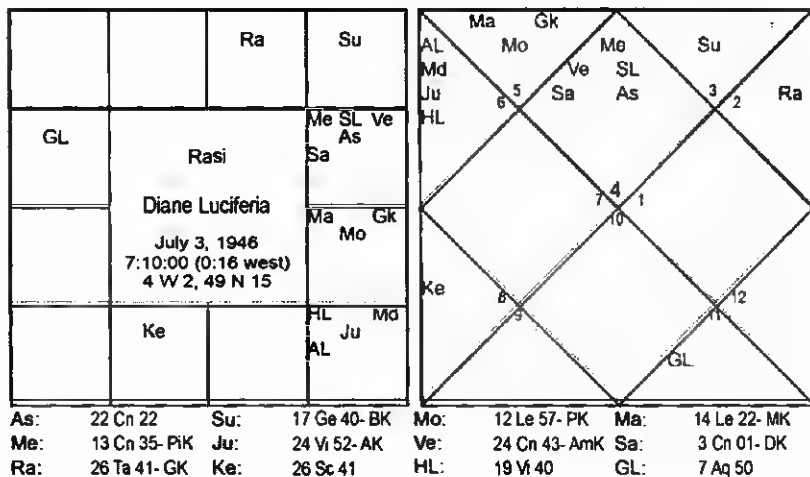 Ra Su
GL
Me SL Ve
As
Sa
Rasi
Diane Luciferia
July 3, 1946
7:10:00 (0:16 west)
4 W 2, 49 N 15
Ma Gk
Mo
Ke
HL Md
Ju
AL
Ma Gk
AL Mo Me Su
Md Ve SL
Ju Sa As Ra
HL
6 5 3 2
7 4 1
10
Ke
8 9 12 11
GL
As: 22 Cn 22 Su: 17 Ge 40- BK Mo: 12 Le 57- PK Ma: 14 Le 22- MK
Me: 13 Cn 35- PiK Ju: 24 Vi 52- AK Ve: 24 Cn 43- AmK Sa: 3 Cn 01- DK
Ra: 26 Ta 41- GK Ke: 26 Sc 41 HL: 19 Vi 40 GL: 7 Aq 50